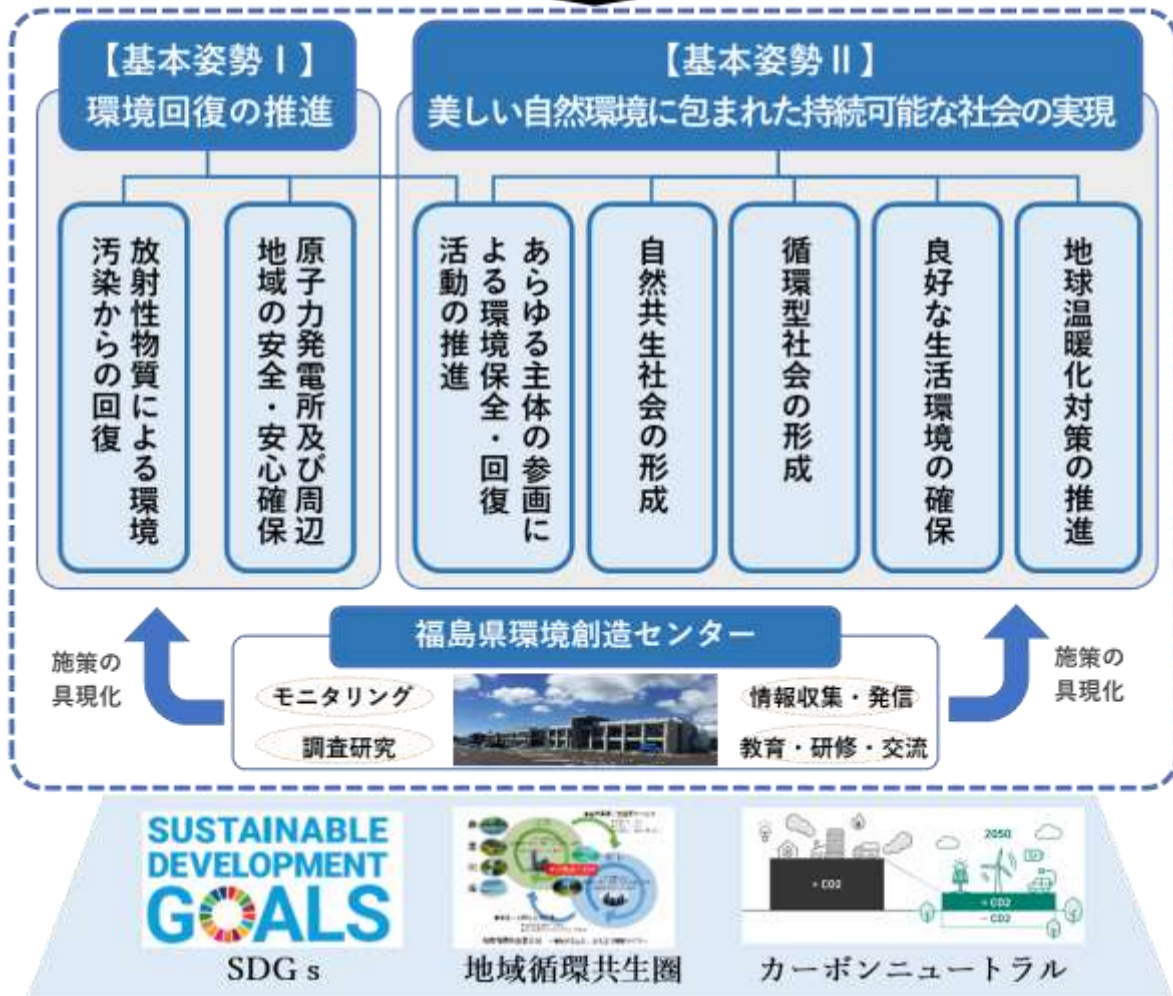 【基本姿勢Ⅰ】
環境回復の推進
【基本姿勢Ⅱ】
美しい自然環境に包まれた持続可能な社会の実現
放射性物質による環境
汚染からの回復
原子力発電所及び周辺
地域の安全・安心確保
あらゆる主体の参画に
よる環境保全・回復
活動の推進
自然共生社会の形成
循環型社会の形成
良好な生活環境の確保
地球温暖化対策の推進
施策の
具現化
福島県環境創造センター
モニタリング
調査研究
情報収集・発信
教育・研修・交流
施策の
具現化
SUSTAINABLE
DEVELOPMENT
GOALS
SDGs
地域循環共生圏
2050
+ CO2
+ CO2
− CO2
カーボンニュートラル